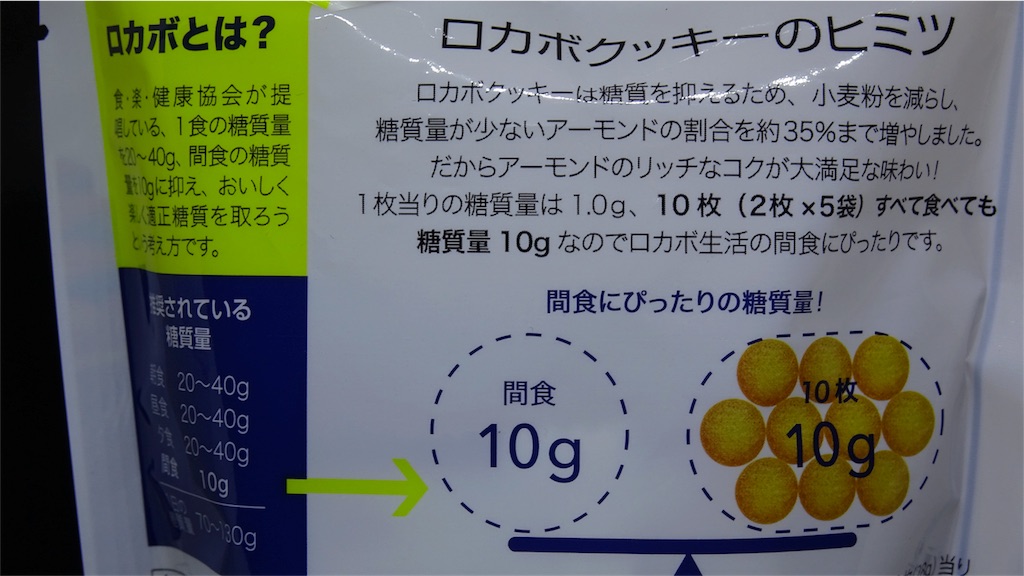 ロカボとは?
食・楽・健康協会が提
唱している、1食の糖質量
を20〜40g、間食の糖質
量を10gに抑え、おいしく
楽しく適正糖質を取ろう
という考え方です。
推奨されている
糖質量
朝食 20〜40g
昼食 20〜40g
夕食 20〜40g
間食 10g
70〜130g
ロカボクッキーのヒミツ
ロカボクッキーは糖質を抑えるため、小麦粉を減らし、
糖質量が少ないアーモンドの割合を約35%まで増やしました。
だからアーモンドのリッチなコクが大満足な味わい!
1枚当りの糖質量は1.0g、10枚(2枚×5袋)すべて食べても
糖質量10gなのでロカボ生活の間食にぴったりです。
間食にぴったりの糖質量!
間食
10g
10枚
10g
当り